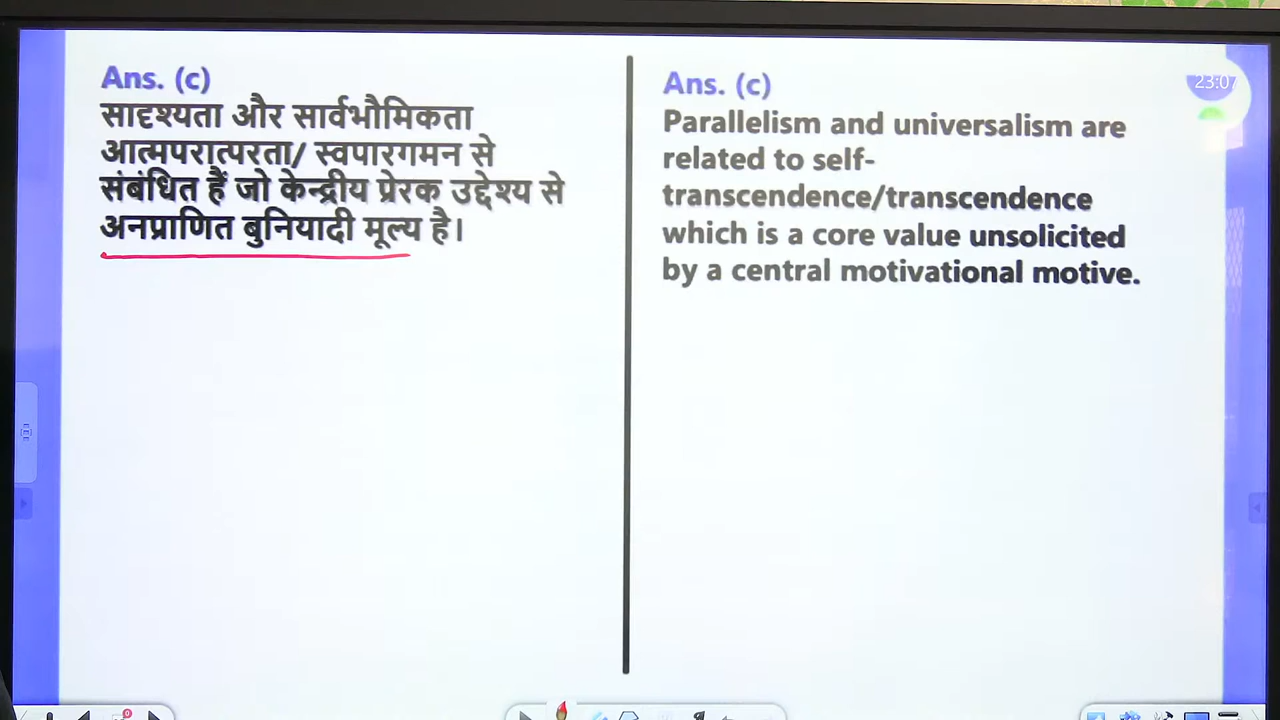 Ans. (c)
सादृश्यता और सार्वभौमिकता
आत्मपरात्परता/ स्वपारगमन से
संबंधित हैं जो केन्द्रीय प्रेरक उद्देश्य से
अनप्राणित बुनियादी मूल्य है।
Ans. (c)
Parallelism and universalism are
related to self-
transcendence/transcendence
which is a core value unsolicited
by a central motivational motive.
23:07